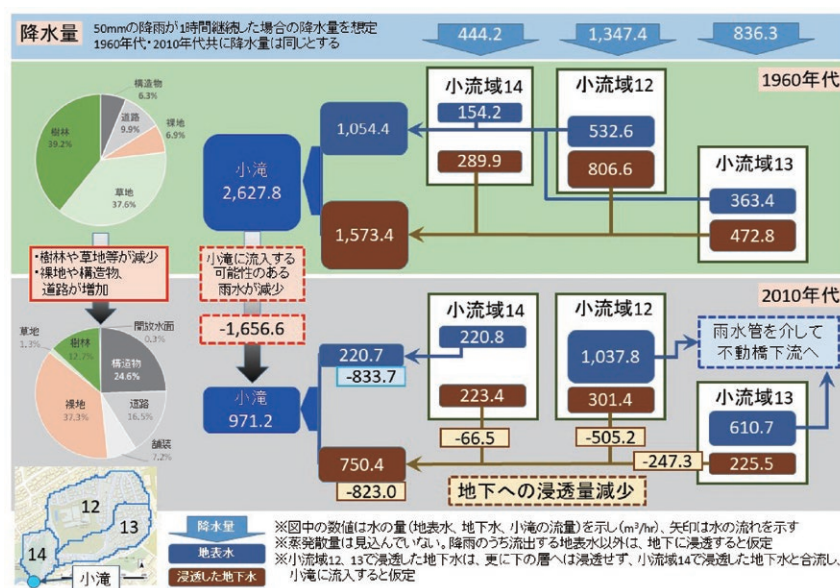 降水量
50mmの降雨が1時間継続した場合の降水量を想定
1960年代・2010年代共に降水量は同じとする
444.2
1,347.4
836.3
1960年代
構造物
6.3%
道路
9.9%
裸地
6.9%
樹林
39.2%
草地
37.6%
小滝
2,627.8
1,054.4
1,573.4
小流域14
154.2
289.9
小流域12
532.6
806.6
小流域13
363.4
472.8
・樹林や草地等が減少
・裸地や構造物、
道路が増加
小滝に流入する
可能性のある
雨水が減少
-1,656.6
2010年代
開放水面
0.3%
草地
1.3%
樹林
12.7%
構造物
24.6%
裸地
37.3%
道路
16.5%
舗装
7.2%
小滝
971.2
220.7
-833.7
750.4
-823.0
小流域14
220.8
223.4
-66.5
小流域12
1,037.8
301.4
-505.2
雨水管を介して
不動橋下流へ
小流域13
610.7
225.5
-247.3
地下への浸透量減少
12
13
14
小滝
降水量
地表水
浸透した地下水
※図中の数値は水の量(地表水、地下水、小滝の流量)を示し(m³/hr)、矢印は水の流れを示す
※蒸発散量は見込んでいない。降雨のうち流出する地表水以外は、地下に浸透すると仮定
※小流域12、13で浸透した地下水は、更に下の層へは浸透せず、小流域14で浸透した地下水と合流し、
小滝に流入すると仮定